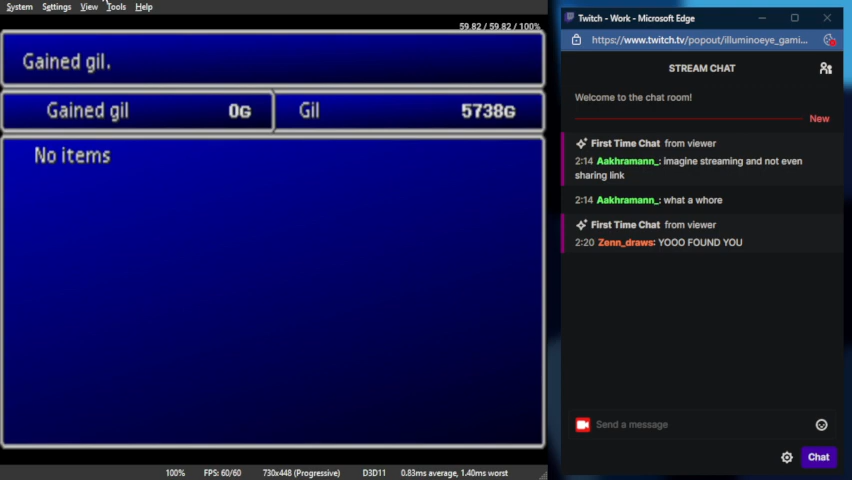 System Settings View Tools Help
59.82 / 59.82 / 100%
Gained gil.
Gained gil 0G Gil 5738G
No items
100% FPS: 60/60 730x448 (Progressive) D3D11 0.83ms average, 1.40ms worst
Twitch - Work - Microsoft Edge
https://www.twitch.tv/popout/illuminoeye_gami...
STREAM CHAT
Welcome to the chat room!
New
First Time Chat from viewer
2:14 Aakhramann_: imagine streaming and not even
sharing link
2:14 Aakhramann_: what a whore
First Time Chat from viewer
2:20 Zenn_draws: YOOO FOUND YOU
Send a message
Chat